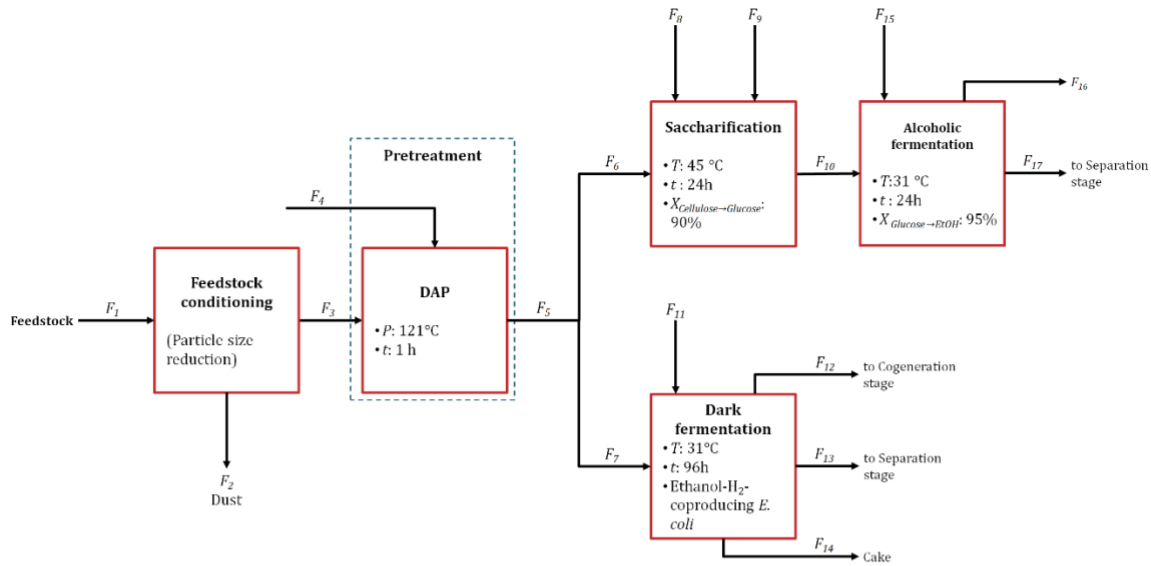 F8
F9
F15
F16
Saccharification
• T: 45 °C
• t : 24h
• XCellulose→Glucose:
90%
Alcoholic
fermentation
• T:31 °C
• t : 24h
• XGlucose→EtOH: 95%
F6
F10
F17
to Separation
stage
Pretreatment
F4
Feedstock
F1
Feedstock
conditioning
(Particle size
reduction)
F3
DAP
• P: 121°C
• t: 1 h
F5
F2
Dust
F11
F12
to Cogeneration
stage
Dark
fermentation
• T: 31°C
• t: 96h
• Ethanol-H2-
coproducing E.
coli
F7
F13
to Separation
stage
F14
Cake